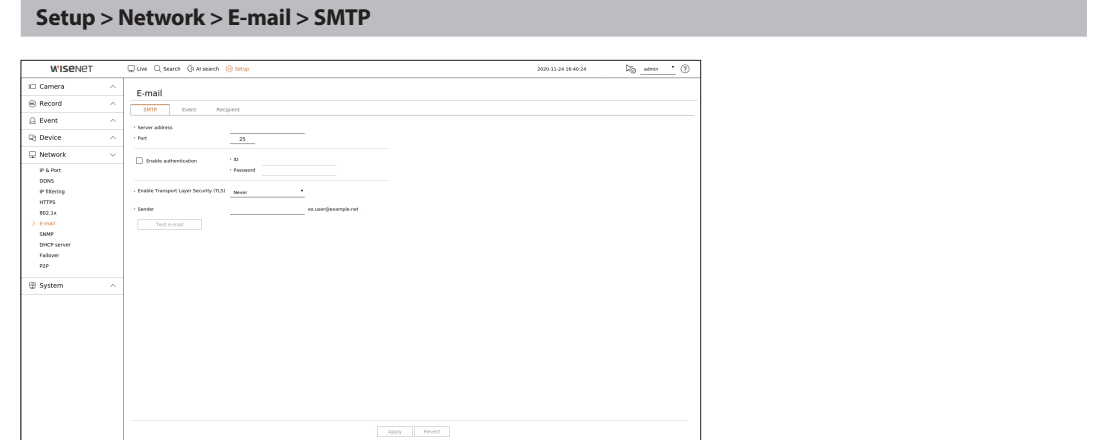 Setup > Network > E-mail > SMTP
WISENET
Live Search AI search Setup
2020-11-24 16:40:24
admin
?
Camera
Record
Event
Device
Network
IP & Port
DDNS
IP filtering
HTTPS
802.1x
> E-mail
SNMP
DHCP server
Failover
P2P
System
E-mail
SMTP Event Recipient
• Server address
• Port 25
Enable authentication • ID
• Password
• Enable Transport Layer Security (TLS) Never
• Sender ex.user@example.net
Test e-mail
Apply Revert